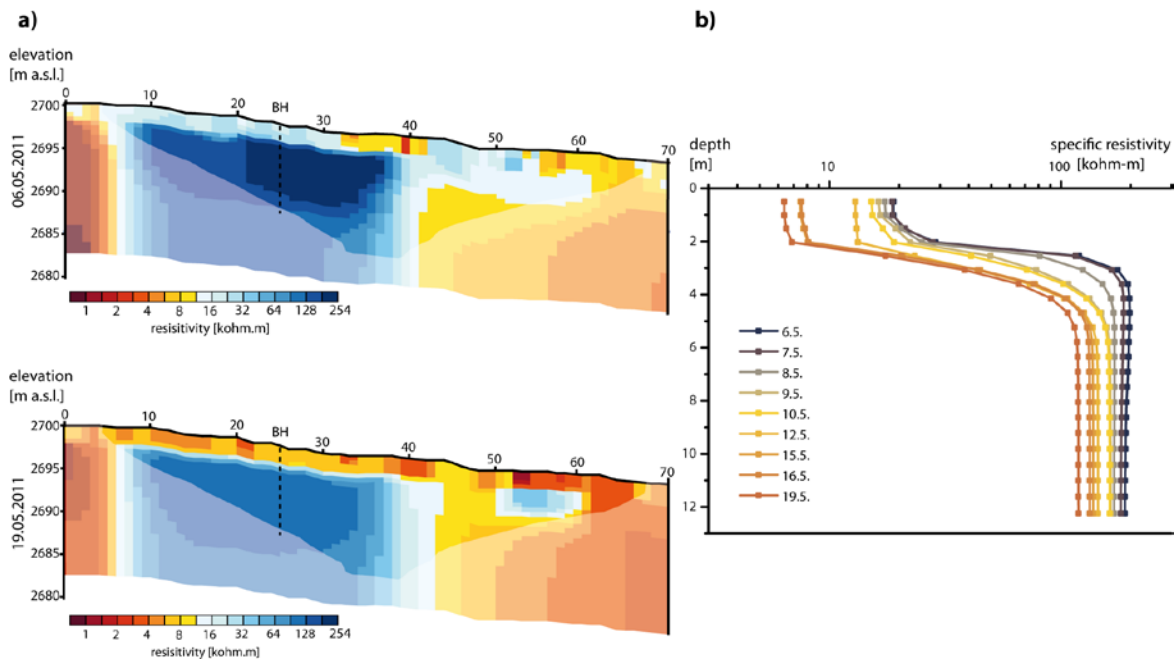 a)
elevation
[m a.s.l.]
0
10
20
BH
30
40
50
60
70
2700
2695
2690
2685
2680
06.05.2011
1 2 4 8 16 32 64 128 254
resisitivity [kohm.m]
elevation
[m a.s.l.]
0
10
20
BH
30
40
50
60
70
2700
2695
2690
2685
2680
19.05.2011
1 2 4 8 16 32 64 128 254
resisitivity [kohm.m]
b)
depth
[m]
specific resistivity
[kohm-m]
10
100
0
2
4
6
8
10
12
6.5.
7.5.
8.5.
9.5.
10.5.
12.5.
15.5.
16.5.
19.5.